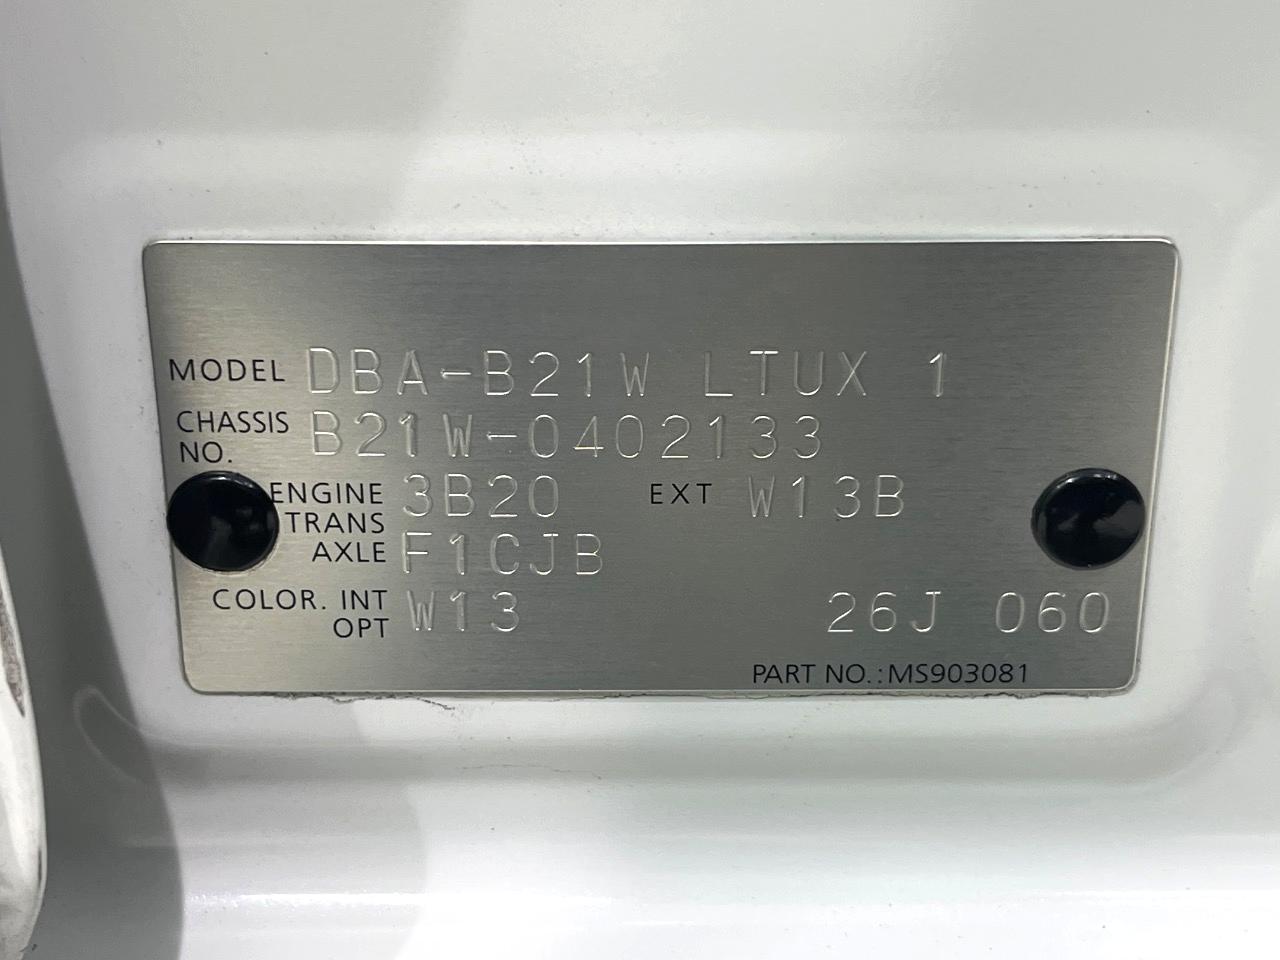 MODEL DBA-B21W LTUX 1
CHASSIS NO. B21W-0402133
ENGINE 3B20 EXT W13B
TRANS AXLE F1CJB
COLOR. INT OPT W13 26J 060
PART NO.:MS903081